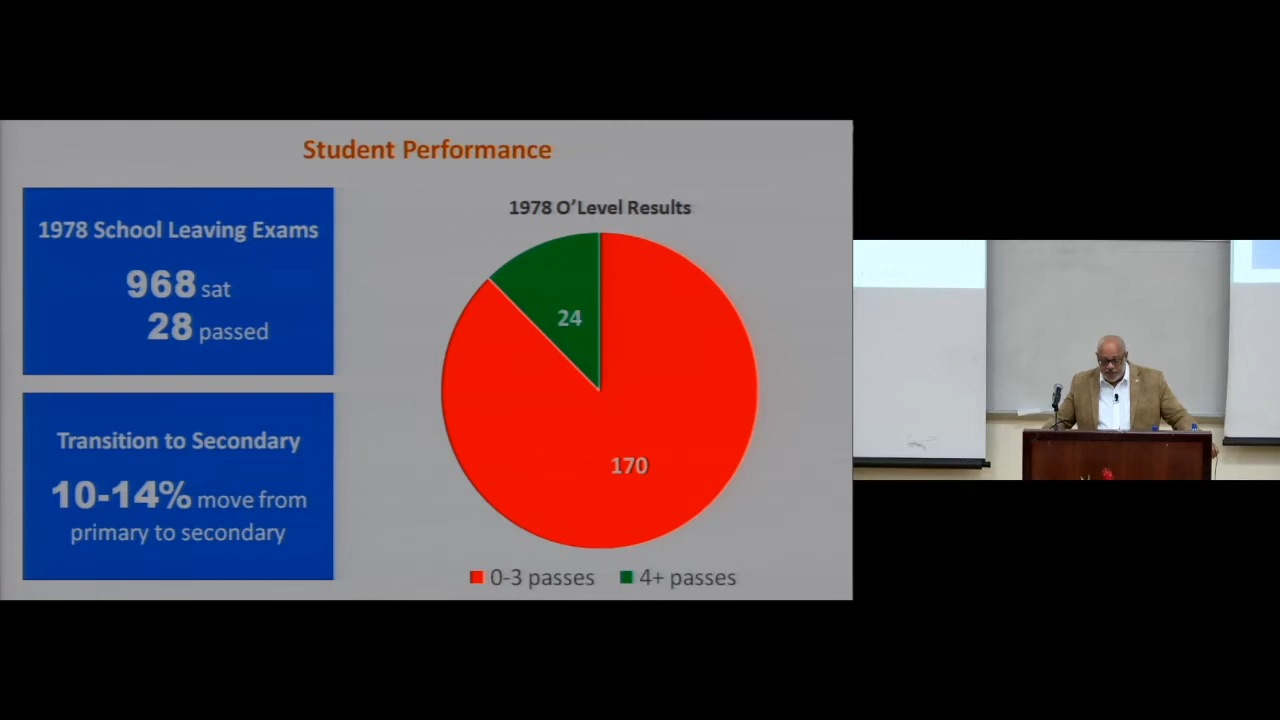 Student Performance
1978 School Leaving Exams
968 sat
28 passed
Transition to Secondary
10-14% move from
primary to secondary
1978 O'Level Results
24
170
0-3 passes
4+ passes